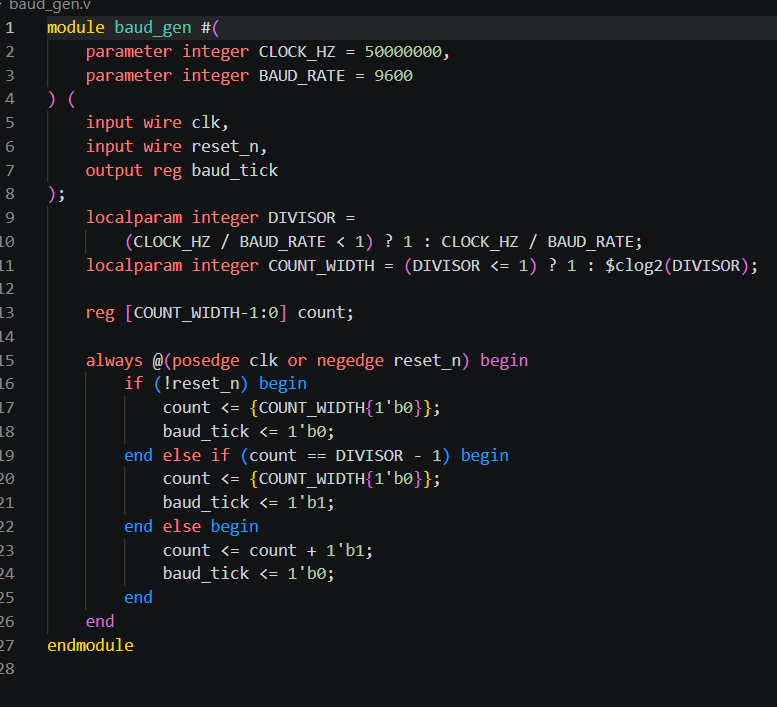 baud_gen.v
1 module baud_gen #(
2     parameter integer CLOCK_HZ = 50000000,
3     parameter integer BAUD_RATE = 9600
4 ) (
5     input wire clk,
6     input wire reset_n,
7     output reg baud_tick
8 );
9     localparam integer DIVISOR =
10         (CLOCK_HZ / BAUD_RATE < 1) ? 1 : CLOCK_HZ / BAUD_RATE;
11     localparam integer COUNT_WIDTH = (DIVISOR <= 1) ? 1 : $clog2(DIVISOR);
12
13     reg [COUNT_WIDTH-1:0] count;
14
15     always @(posedge clk or negedge reset_n) begin
16         if (!reset_n) begin
17             count <= {COUNT_WIDTH{1'b0}};
18             baud_tick <= 1'b0;
19         end else if (count == DIVISOR - 1) begin
20             count <= {COUNT_WIDTH{1'b0}};
21             baud_tick <= 1'b1;
22         end else begin
23             count <= count + 1'b1;
24             baud_tick <= 1'b0;
25         end
26     end
27 endmodule
28